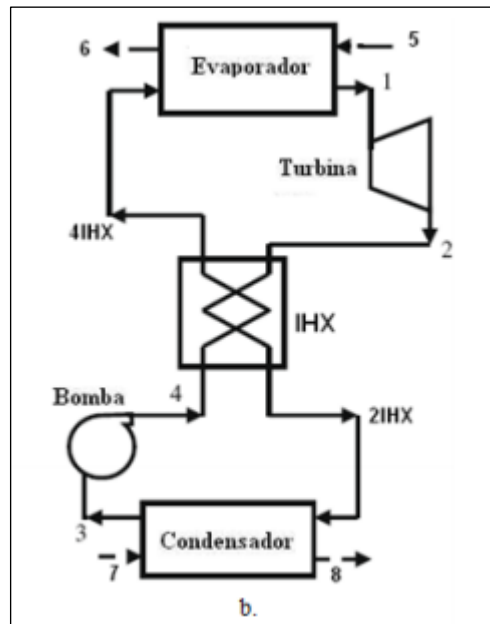 6
5
Evaporador
1
Turbina
4IHX
2
IHX
Bomba
4
2IHX
3
Condensador
7
8
b.